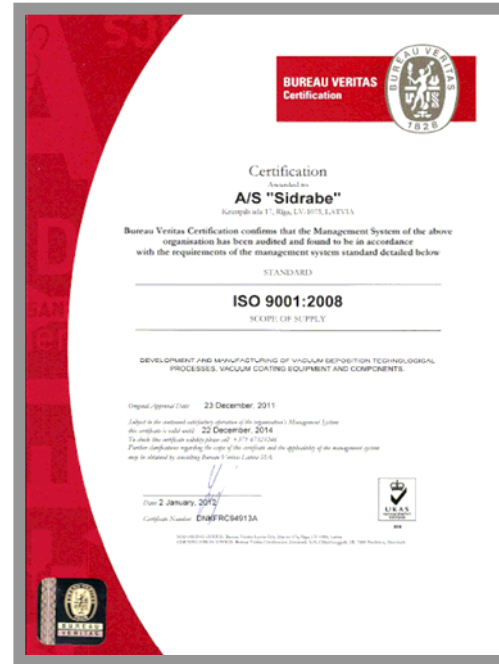 BUREAU VERITAS
Certification
BUREAU VERITAS
1828
Certification
Awarded to
A/S "Sidrabe"
Krustpils iela 17, Rīga, LV-1073, LATVIA
Bureau Veritas Certification confirms that the Management System of the above
organisation has been audited and found to be in accordance
with the requirements of the management system standard detailed below
STANDARD
ISO 9001:2008
SCOPE OF SUPPLY
DEVELOPMENT AND MANUFACTURING OF VACUUM DEPOSITION TECHNOLOGICAL
PROCESSES, VACUUM COATING EQUIPMENT AND COMPONENTS.
Original Approval Date: 23 December, 2011
Subject to the continued satisfactory operation of the organisation's Management System
this certificate is valid until: 22 December, 2014
To check this certificate validity please call
Further clarifications regarding the scope of this certificate and the applicability of the management system
may be obtained by consulting Bureau Veritas Latvia SIA
Date 2 January, 2012
Certificate Number DNKFRC94913A
UKAS
MANAGEMENT
SYSTEMS
008
BUREAU
VERITAS